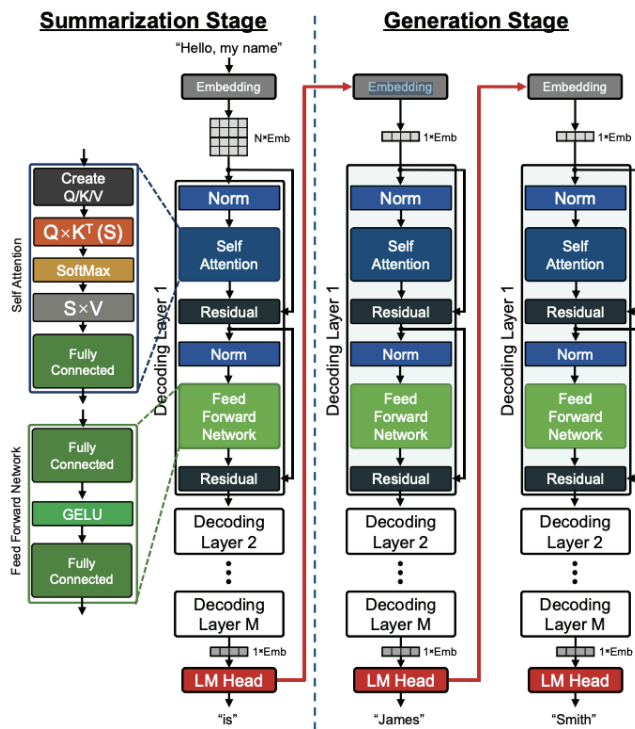 Summarization Stage
Generation Stage
"Hello, my name"
Embedding
N×Emb
Self Attention
Create
Q/K/V
Q×Kᵀ(S)
SoftMax
S×V
Fully
Connected
Feed Forward Network
Fully
Connected
GELU
Fully
Connected
Decoding Layer 1
Norm
Self
Attention
Residual
Norm
Feed
Forward
Network
Residual
Decoding
Layer 2
Decoding
Layer M
1×Emb
LM Head
"is"
Embedding
1×Emb
Decoding Layer 1
Norm
Self
Attention
Residual
Norm
Feed
Forward
Network
Residual
Decoding
Layer 2
Decoding
Layer M
1×Emb
LM Head
"James"
Embedding
1×Emb
Decoding Layer 1
Norm
Self
Attention
Residual
Norm
Feed
Forward
Network
Residual
Decoding
Layer 2
Decoding
Layer M
1×Emb
LM Head
"Smith"